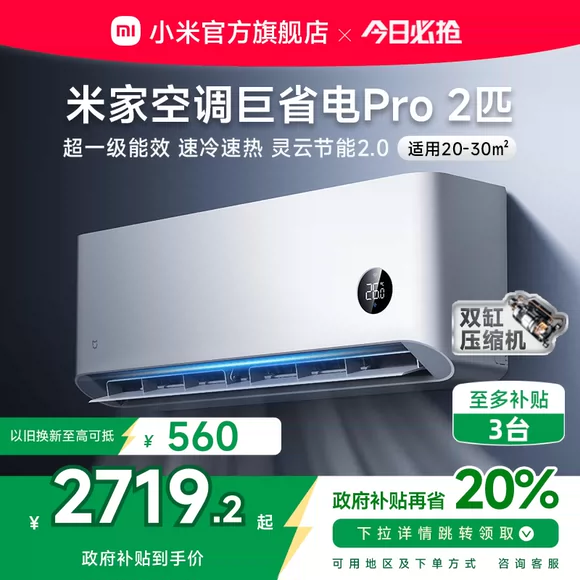 小米官方旗舰店 × 今日必抢
米家空调巨省电Pro 2匹
超一级能效 速冷速热 灵云节能2.0 适用20-30㎡
26.0℃
双缸
压缩机
至多补贴
3台
以旧换新至高可抵 ¥ 560
¥ 2719.2 起
政府补贴到手价
政府补贴再省 20%
下拉详情跳转领取
可用地区及下单方式 咨询客服